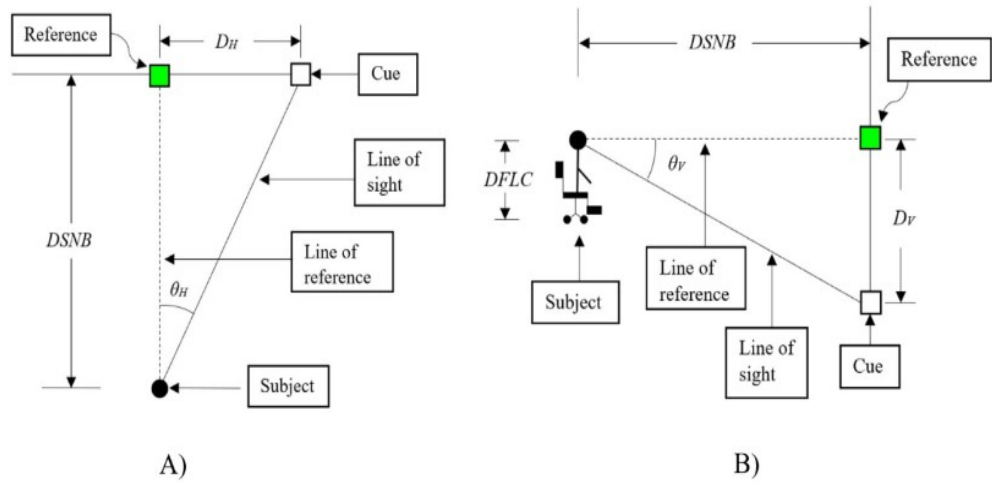 Reference
DH
Cue
Line of
sight
DSNB
Line of
reference
θH
Subject
A)
DSNB
Reference
θV
DFLC
DV
Line of
reference
Subject
Line of
sight
Cue
B)